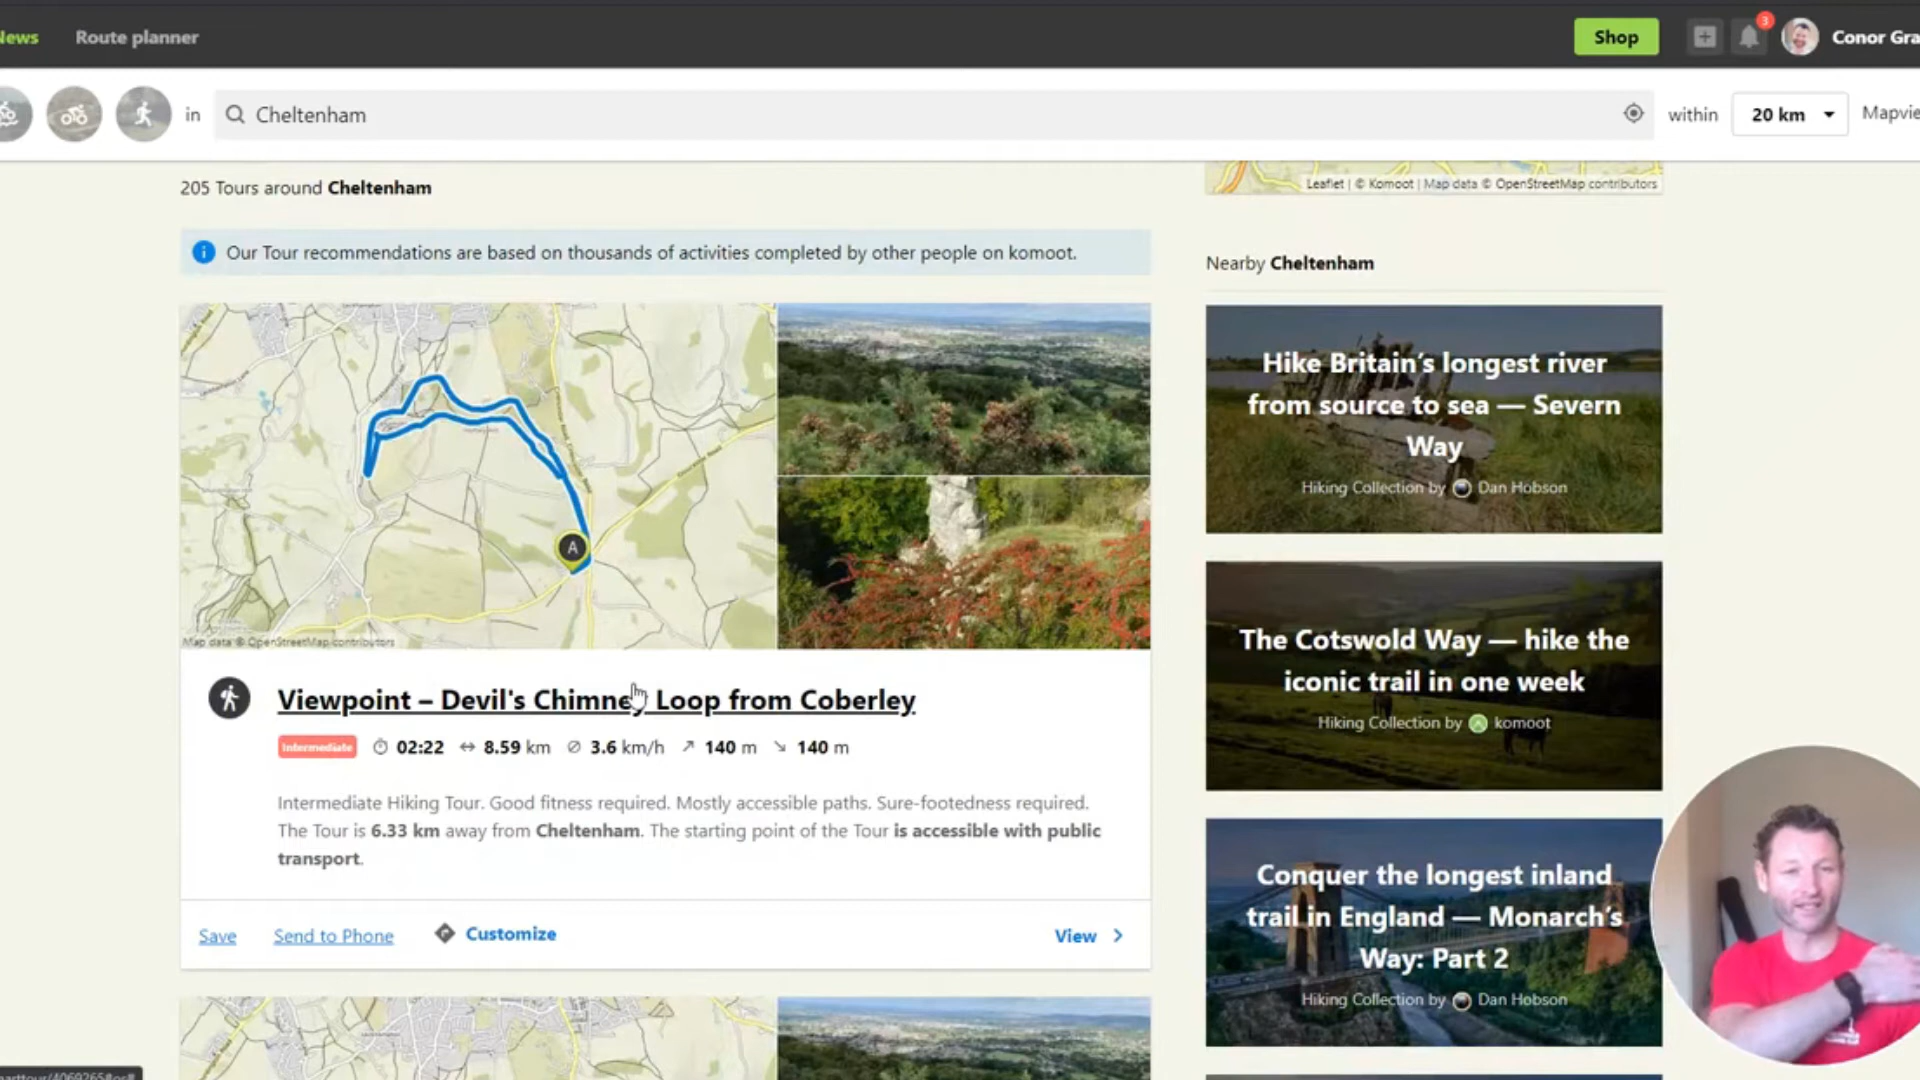 News
Route planner
Shop
3
Conor Gra
in
Cheltenham
within
20 km
Mapvie
205 Tours around Cheltenham
Our Tour recommendations are based on thousands of activities completed by other people on komoot.
A
Map data © OpenStreetMap contributors
Viewpoint – Devil's Chimney Loop from Coberley
Intermediate 02:22 8.59 km 3.6 km/h 140 m 140 m
Intermediate Hiking Tour. Good fitness required. Mostly accessible paths. Sure-footedness required.
The Tour is 6.33 km away from Cheltenham. The starting point of the Tour is accessible with public
transport.
Save
Send to Phone
Customize
View
Leaflet | © Komoot | Map data © OpenStreetMap contributors
Nearby Cheltenham
Hike Britain's longest river
from source to sea — Severn
Way
Hiking Collection by Dan Hobson
The Cotswold Way — hike the
iconic trail in one week
Hiking Collection by komoot
Conquer the longest inland
trail in England — Monarch's
Way: Part 2
Hiking Collection by Dan Hobson